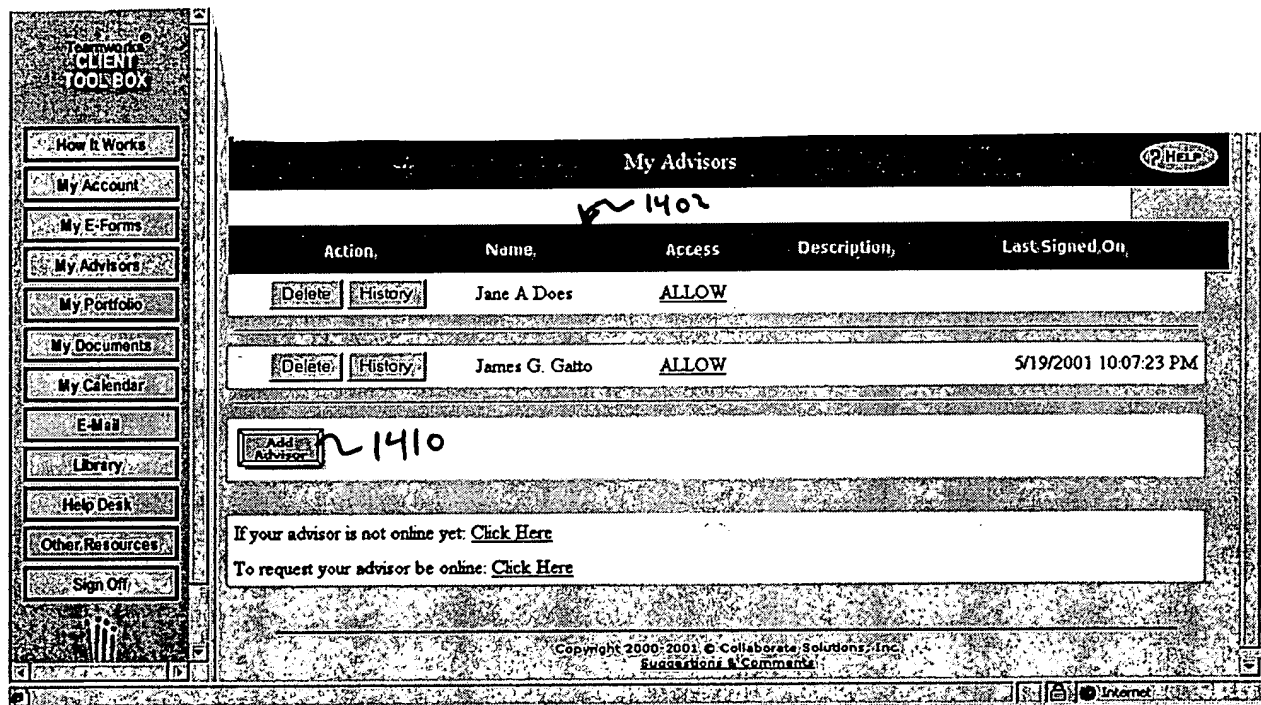 Teamworks®
CLIENT
TOOL BOX
How It Works
My Account
My E-Forms
My Advisors
My Portfolio
My Documents
My Calendar
E-Mail
Library
Help Desk
Other Resources
Sign Off
My Advisors
? HELP
1402
Action Name Access Description Last Signed On
Delete History Jane A Does ALLOW
Delete History James G. Gatto ALLOW 5/19/2001 10:07:23 PM
Add
Advisor
1410
If your advisor is not online yet: Click Here
To request your advisor be online: Click Here
Copyright 2000-2001 © Collaborate Solutions, Inc.
Suggestions & Comments
Internet